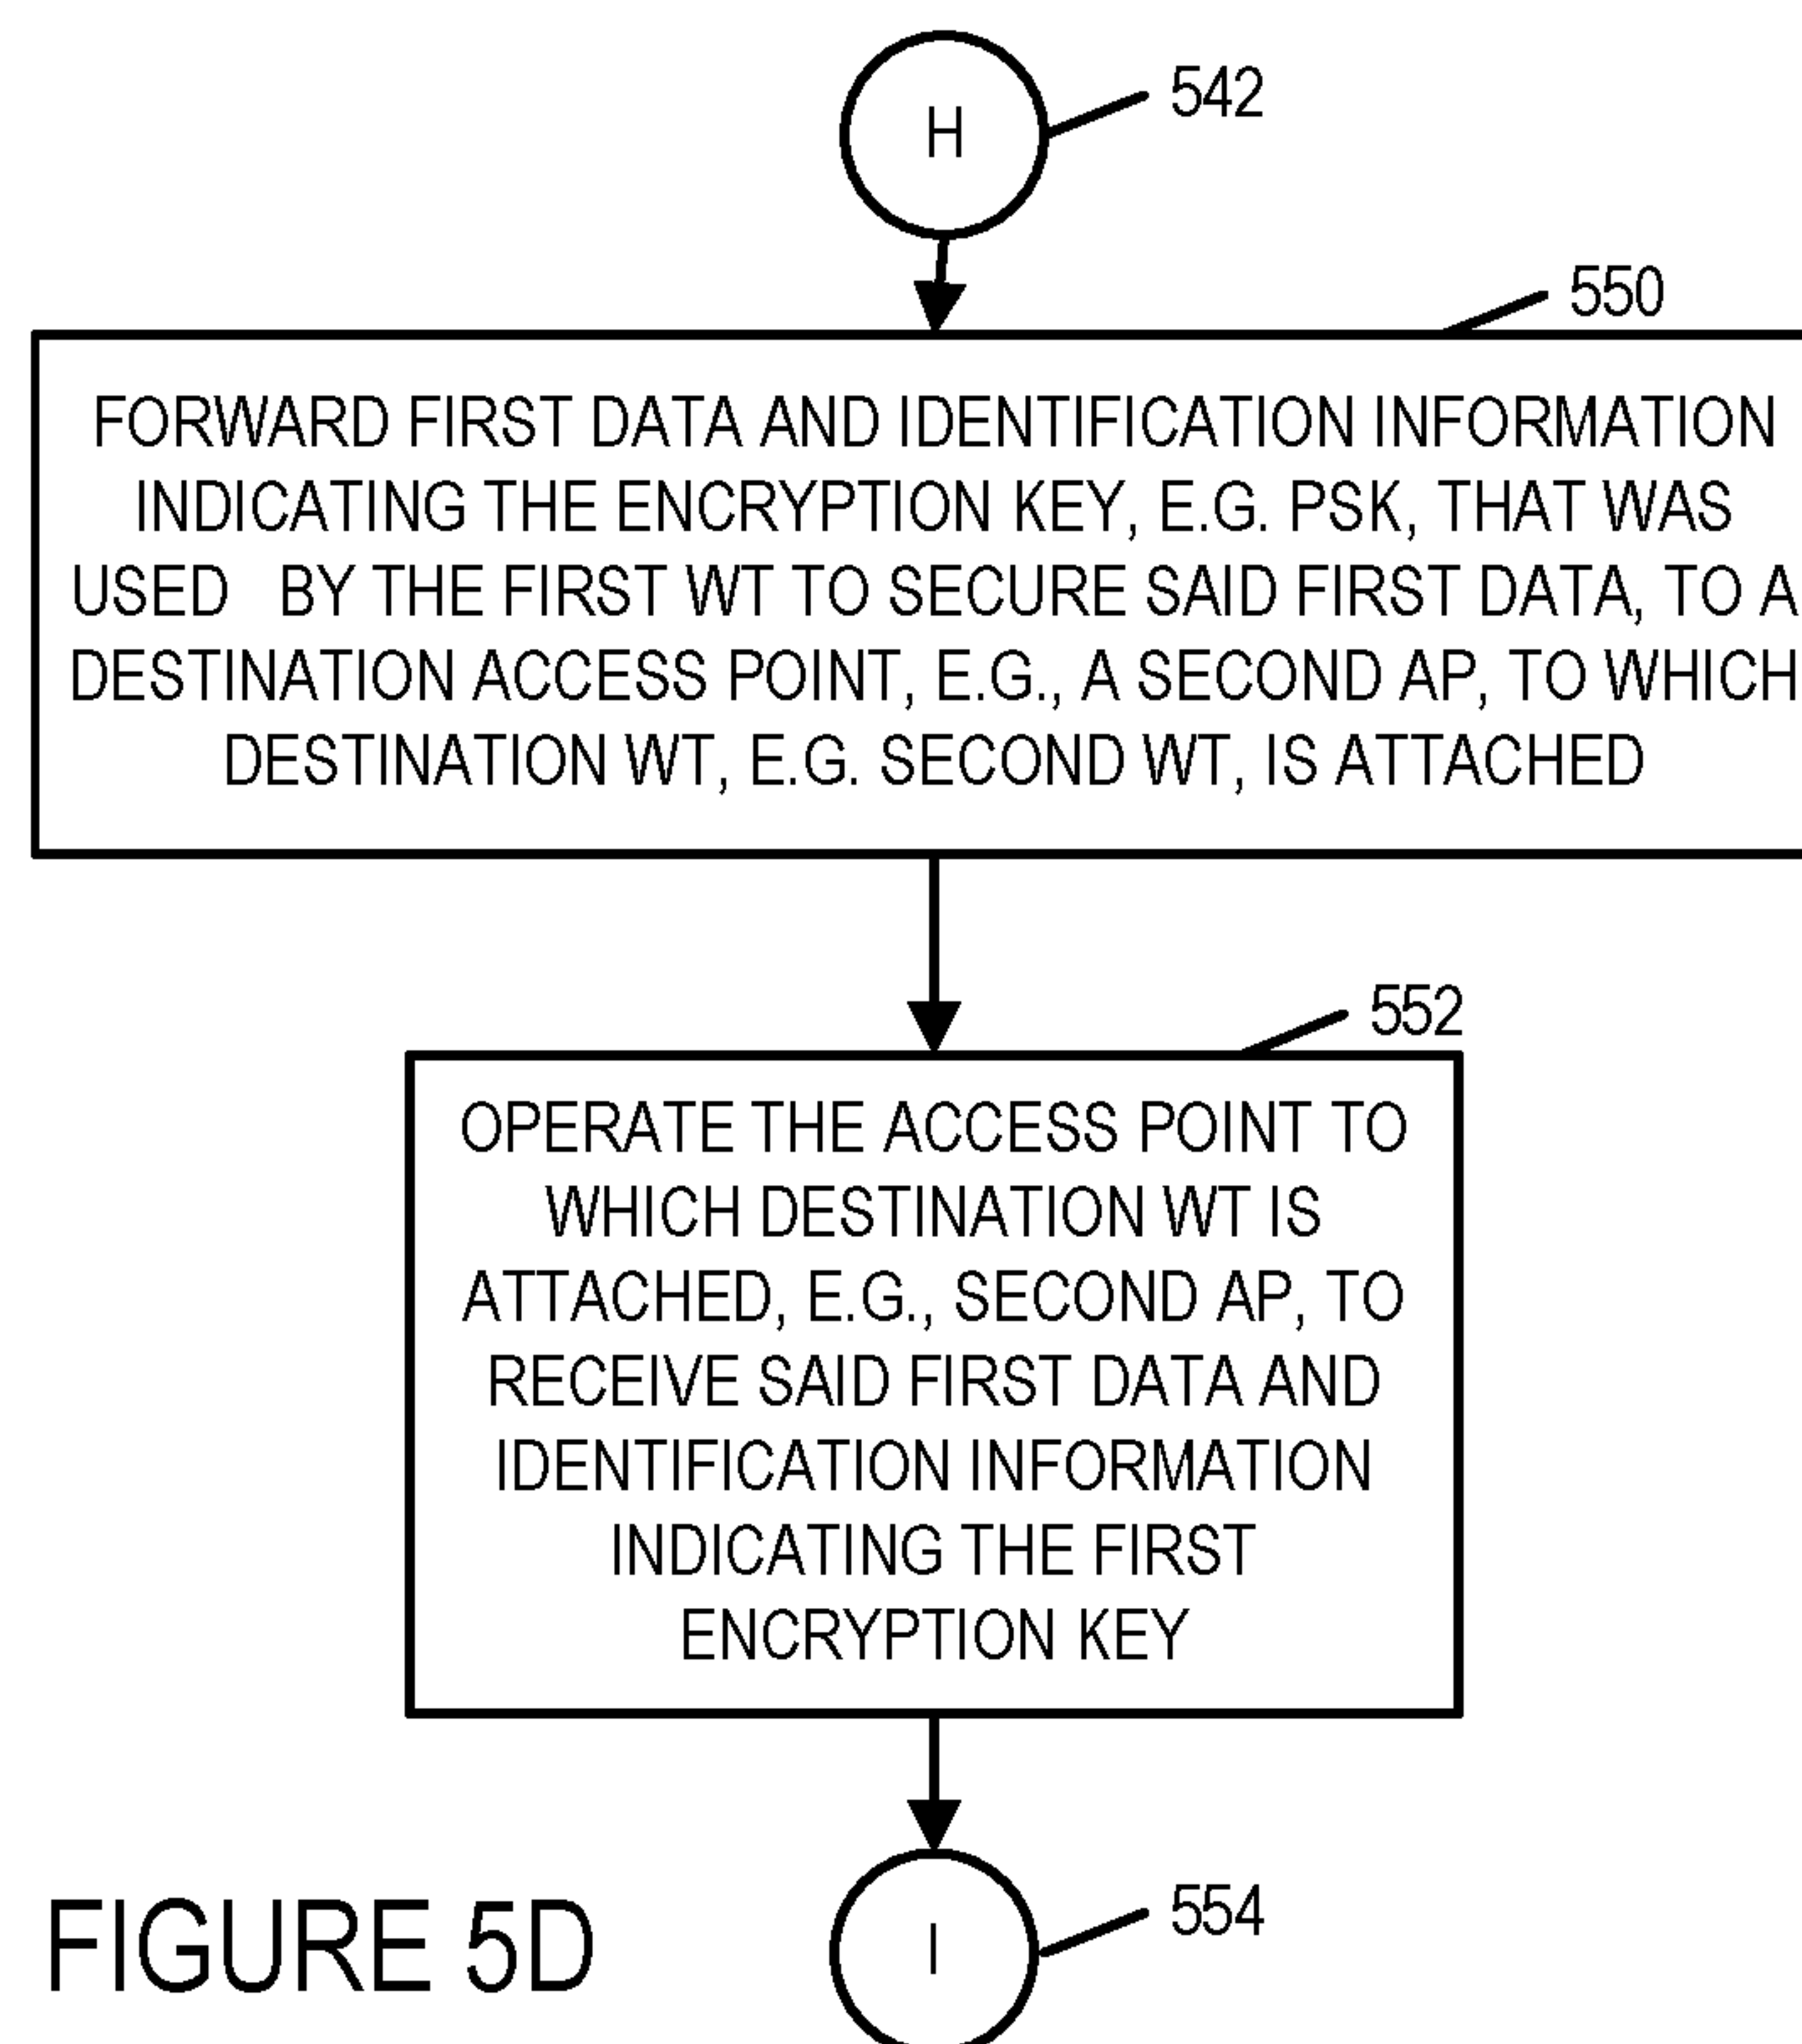 H
542
550
FORWARD FIRST DATA AND IDENTIFICATION INFORMATION
INDICATING THE ENCRYPTION KEY, E.G. PSK, THAT WAS
USED BY THE FIRST WT TO SECURE SAID FIRST DATA, TO A
DESTINATION ACCESS POINT, E.G., A SECOND AP, TO WHICH
DESTINATION WT, E.G. SECOND WT, IS ATTACHED
552
OPERATE THE ACCESS POINT TO
WHICH DESTINATION WT IS
ATTACHED, E.G., SECOND AP, TO
RECEIVE SAID FIRST DATA AND
IDENTIFICATION INFORMATION
INDICATING THE FIRST
ENCRYPTION KEY
I
554
FIGURE 5D